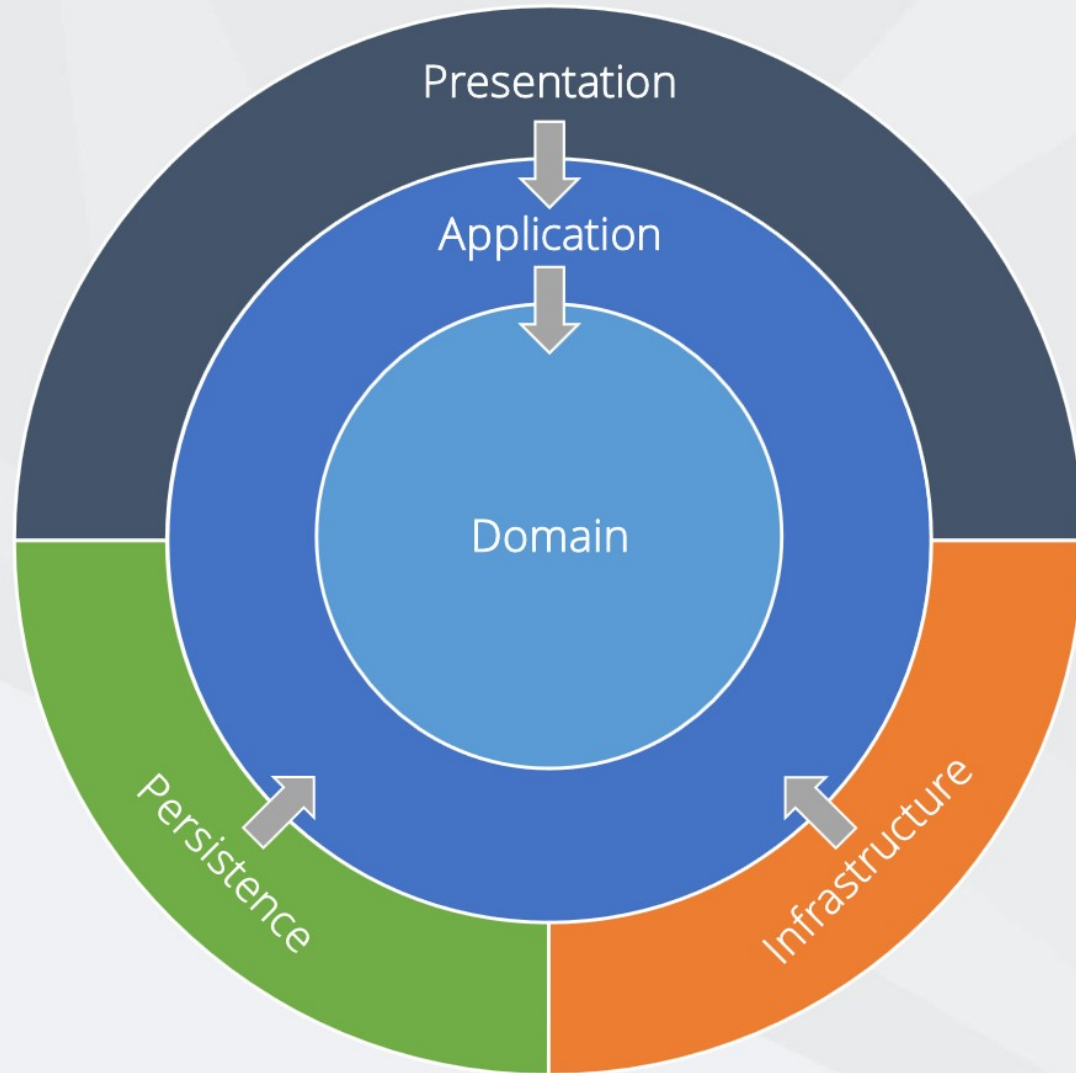 Presentation
Application
Domain
Persistence
Infrastructure